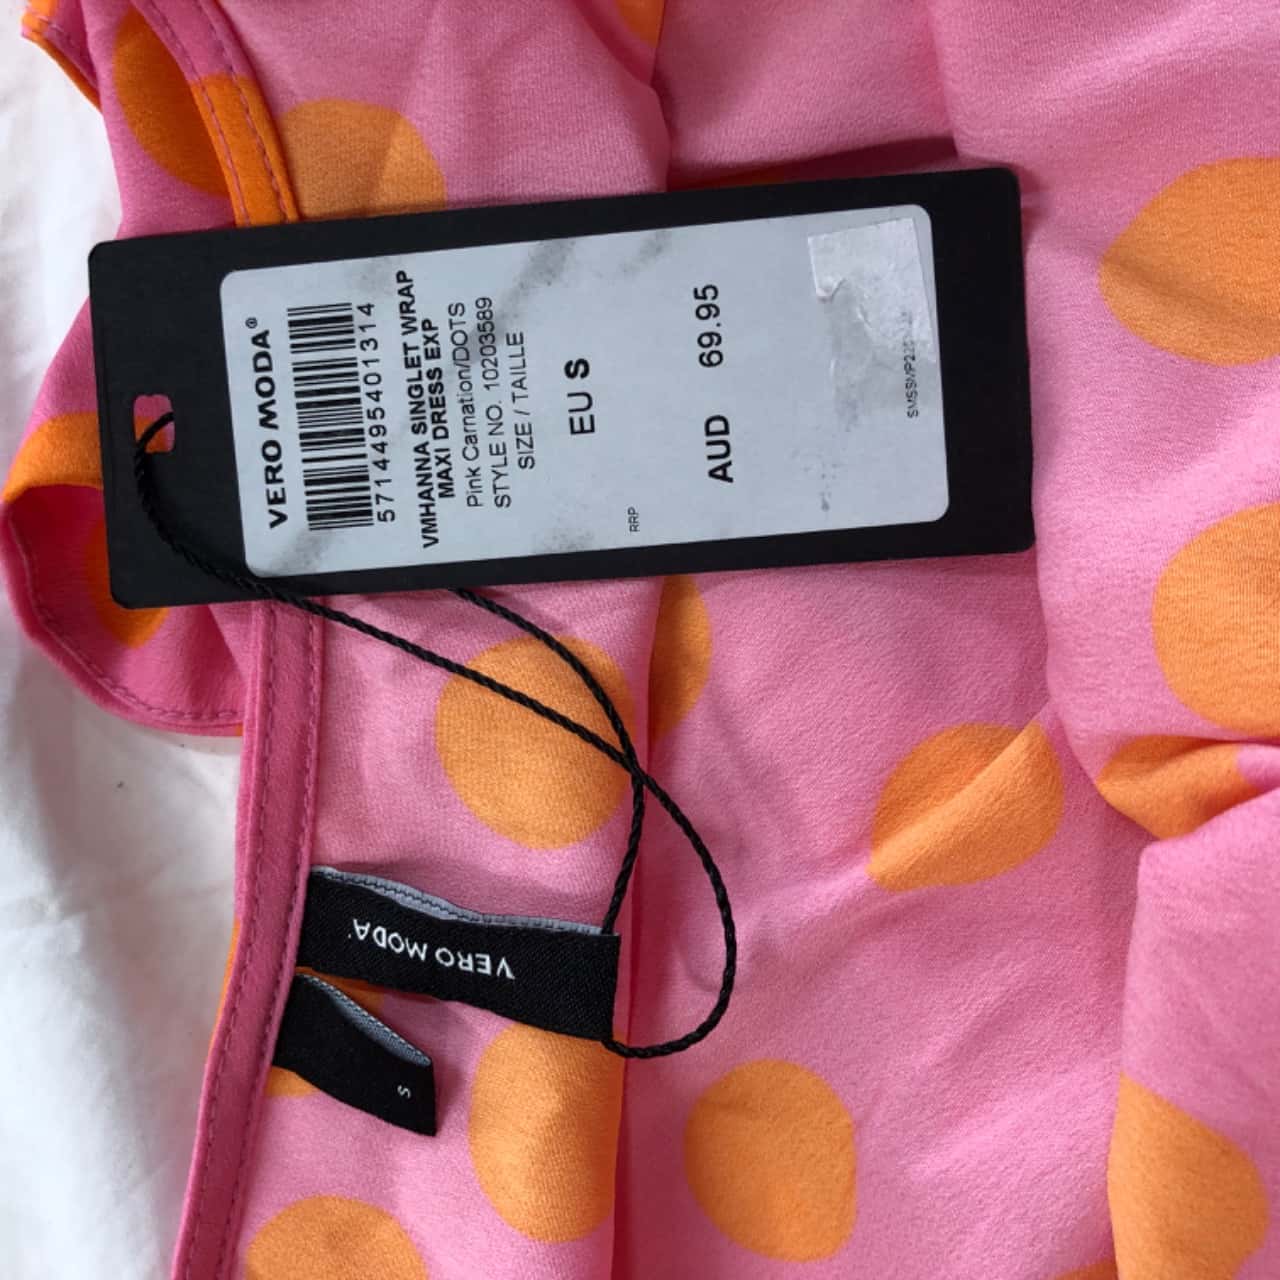 VERO MODA®
5714495401314
VMHANNA SINGLET WRAP
MAXI DRESS EXP
Pink Carnation/DOTS
STYLE NO. 10203589
SIZE / TAILLE
EU S
RRP
AUD 69.95
VERO MODA
S